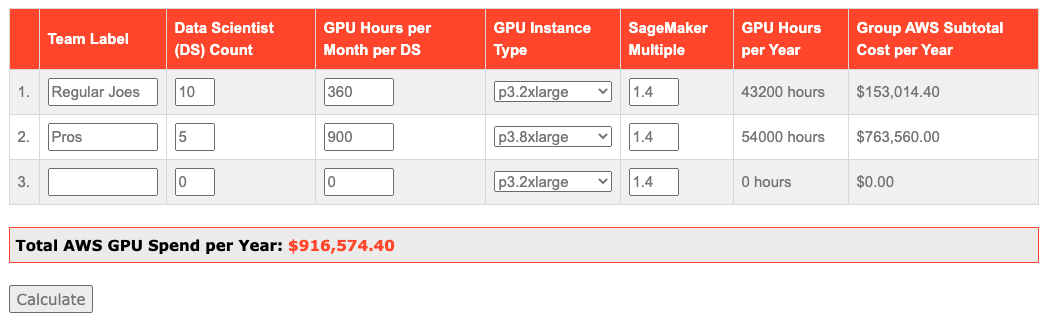 Team Label
Data Scientist (DS) Count
GPU Hours per Month per DS
GPU Instance Type
SageMaker Multiple
GPU Hours per Year
Group AWS Subtotal Cost per Year
1. Regular Joes 10 360 p3.2xlarge 1.4 43200 hours $153,014.40
2. Pros 5 900 p3.8xlarge 1.4 54000 hours $763,560.00
3. 0 0 p3.2xlarge 1.4 0 hours $0.00
Total AWS GPU Spend per Year: $916,574.40
Calculate